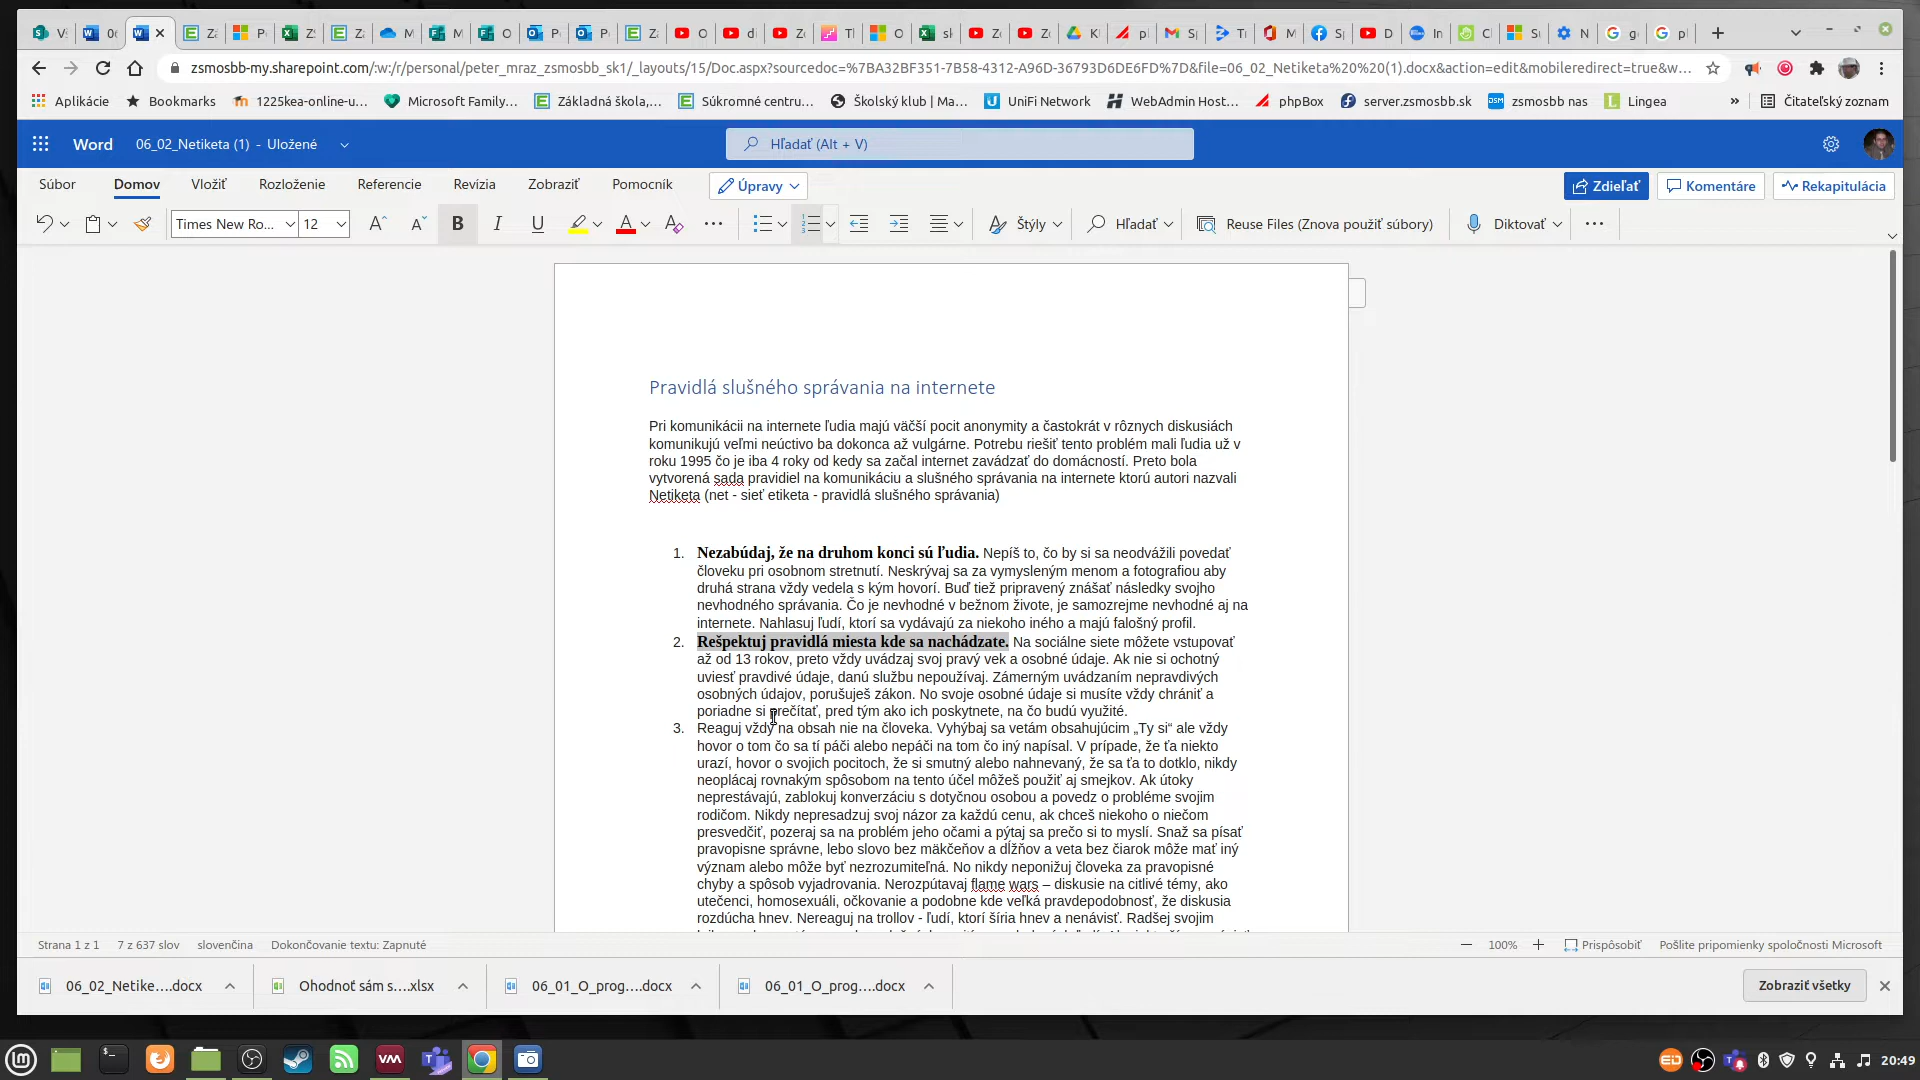 zsmosbb-my.sharepoint.com/:w:/r/personal/peter_mraz_zsmosbb_sk1/_layouts/15/Doc.aspx?sourcedoc=%7BA32BF351-7B58-4312-A96D-36793D6DE6FD%7D&file=06_02_Netiketa%20%20(1).docx&action=edit&mobileredirect=true&w...
Aplikácie Bookmarks 1225kea-online-u... Microsoft Family... Základná škola,... Súkromné centru... Školský klub | Ma... UniFi Network WebAdmin Host... phpBox server.zsmosbb.sk zsmosbb nas Lingea » Čitateľský zoznam
Word 06_02_Netiketa (1) - Uložené Hľadať (Alt + V)
Súbor Domov Vložiť Rozloženie Referencie Revízia Zobraziť Pomocník Úpravy Zdieľať Komentáre Rekapitulácia
Times New Ro... 12 B I U Štýly Hľadať Reuse Files (Znova použiť súbory) Diktovať
Pravidlá slušného správania na internete
Pri komunikácii na internete ľudia majú väčší pocit anonymity a častokrát v rôznych diskusiách
komunikujú veľmi neúctivo ba dokonca až vulgárne. Potrebu riešiť tento problém mali ľudia už v
roku 1995 čo je iba 4 roky od kedy sa začal internet zavádzať do domácností. Preto bola
vytvorená sada pravidiel na komunikáciu a slušného správania na internete ktorú autori nazvali
Netiketa (net - sieť etiketa - pravidlá slušného správania)
1. Nezabúdaj, že na druhom konci sú ľudia. Nepíš to, čo by si sa neodvážili povedať
človeku pri osobnom stretnutí. Neskrývaj sa za vymysleným menom a fotografiou aby
druhá strana vždy vedela s kým hovorí. Buď tiež pripravený znášať následky svojho
nevhodného správania. Čo je nevhodné v bežnom živote, je samozrejme nevhodné aj na
internete. Nahlasuj ľudí, ktorí sa vydávajú za niekoho iného a majú falošný profil.
2. Rešpektuj pravidlá miesta kde sa nachádzate. Na sociálne siete môžete vstupovať
až od 13 rokov, preto vždy uvádzaj svoj pravý vek a osobné údaje. Ak nie si ochotný
uviesť pravdivé údaje, danú službu nepoužívaj. Zámerným uvádzaním nepravdivých
osobných údajov, porušuješ zákon. No svoje osobné údaje si musíte vždy chrániť a
poriadne si prečítať, pred tým ako ich poskytnete, na čo budú využité.
3. Reaguj vždy na obsah nie na človeka. Vyhýbaj sa vetám obsahujúcim „Ty si“ ale vždy
hovor o tom čo sa tí páči alebo nepáči na tom čo iný napísal. V prípade, že ťa niekto
urazí, hovor o svojich pocitoch, že si smutný alebo nahnevaný, že sa ťa to dotklo, nikdy
neoplácaj rovnakým spôsobom na tento účel môžeš použiť aj smejkov. Ak útoky
neprestávajú, zablokuj konverzáciu s dotyčnou osobou a povedz o probléme svojim
rodičom. Nikdy nepresadzuj svoj názor za každú cenu, ak chceš niekoho o niečom
presvedčiť, pozeraj sa na problém jeho očami a pýtaj sa prečo si to myslí. Snaž sa písať
pravopisne správne, lebo slovo bez mäkčeňov a dĺžňov a veta bez čiarok môže mať iný
význam alebo môže byť nezrozumiteľná. No nikdy neponižuj človeka za pravopisné
chyby a spôsob vyjadrovania. Nerozpútavaj flame wars – diskusie na citlivé témy, ako
utečenci, homosexuáli, očkovanie a podobne kde veľká pravdepodobnosť, že diskusia
rozdúcha hnev. Nereaguj na trollov - ľudí, ktorí šíria hnev a nenávisť. Radšej svojim
Strana 1 z 1 7 z 637 slov slovenčina Dokončovanie textu: Zapnuté 100% Prispôsobiť Pošlite pripomienky spoločnosti Microsoft
06_02_Netike....docx Ohodnoť sám s....xlsx 06_01_O_prog....docx 06_01_O_prog....docx Zobraziť všetky
20:49